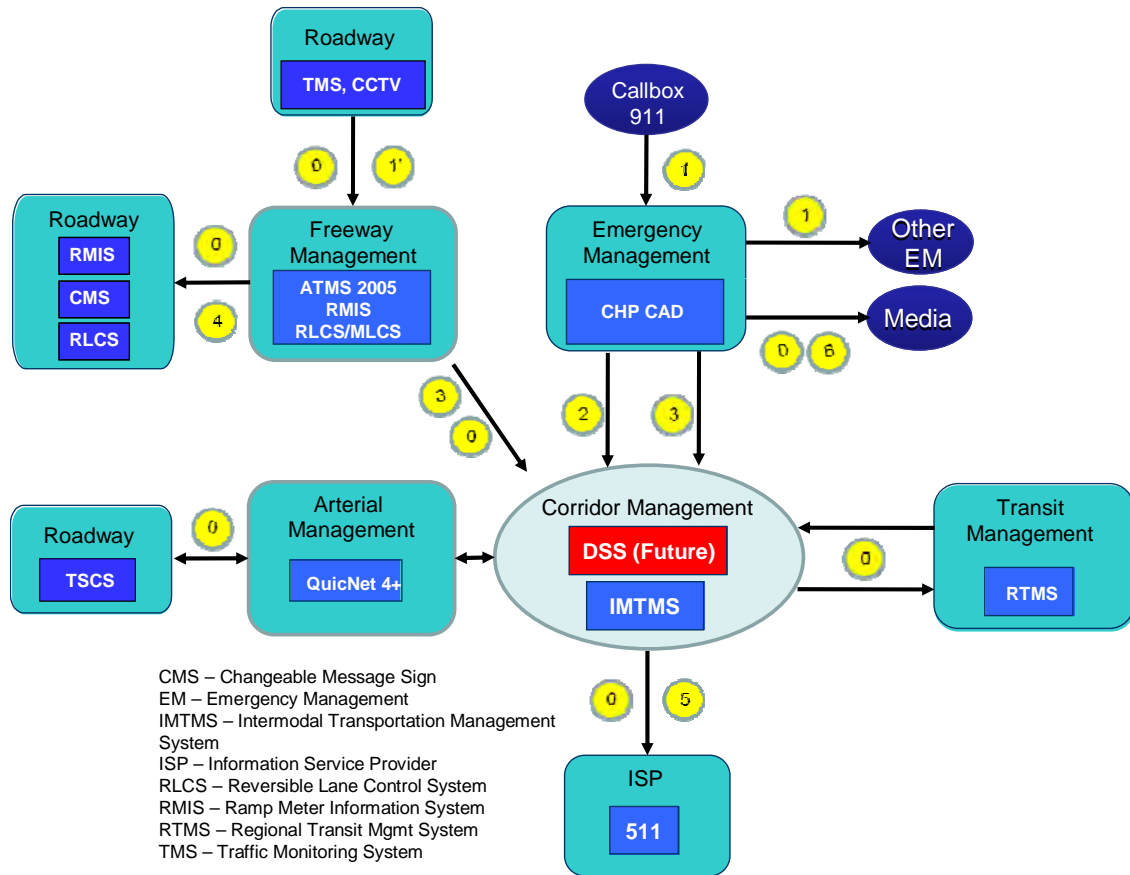 Roadway
TMS, CCTV
Callbox
911
0
1'
1
Roadway
RMIS
CMS
RLCS
0
4
Freeway
Management
ATMS 2005
RMIS
RLCS/MLCS
Emergency
Management
CHP CAD
1
Other
EM
Media
0 6
3
0
2
3
Roadway
TSCS
0
Arterial
Management
QuicNet 4+
Corridor Management
DSS (Future)
IMTMS
0
Transit
Management
RTMS
CMS – Changeable Message Sign
EM – Emergency Management
IMTMS – Intermodal Transportation Management
System
ISP – Information Service Provider
RLCS – Reversible Lane Control System
RMIS – Ramp Meter Information System
RTMS – Regional Transit Mgmt System
TMS – Traffic Monitoring System
0
5
ISP
511